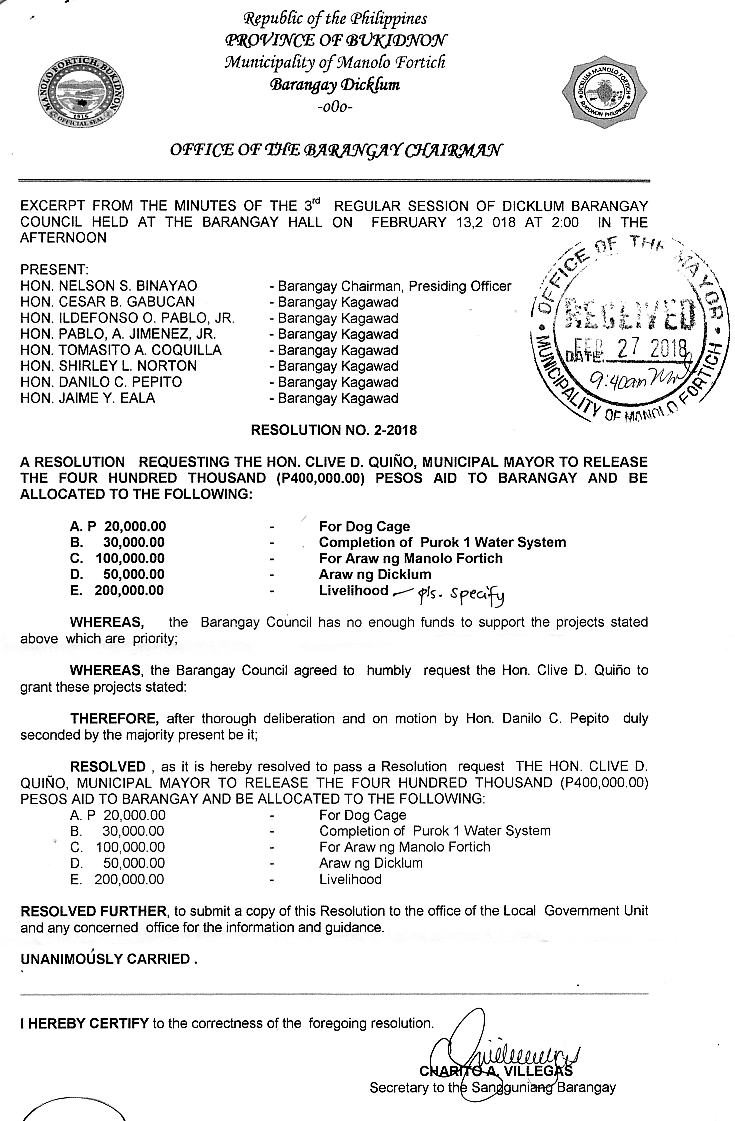 Republic of the Philippines
PROVINCE OF BUKIDNON
Municipality of Manolo Fortich
Barangay Dicklum
-oOo-
MANOLO FORTICH, BUKIDNON
OFFICIAL SEAL
DICKLUM MANOLO FORTICH
BUKIDNON PHILIPPINES
OFFICE OF THE BARANGAY CHAIRMAN
EXCERPT FROM THE MINUTES OF THE 3rd REGULAR SESSION OF DICKLUM BARANGAY
COUNCIL HELD AT THE BARANGAY HALL ON FEBRUARY 13,2 018 AT 2:00 IN THE
AFTERNOON
OFFICE OF THE MAYOR
RECEIVED
FEB 27 2018
DATE:
9:40am
MUNICIPALITY OF MANOLO FORTICH
PRESENT:
HON. NELSON S. BINAYAO - Barangay Chairman, Presiding Officer
HON. CESAR B. GABUCAN - Barangay Kagawad
HON. ILDEFONSO O. PABLO, JR. - Barangay Kagawad
HON. PABLO, A. JIMENEZ, JR. - Barangay Kagawad
HON. TOMASITO A. COQUILLA - Barangay Kagawad
HON. SHIRLEY L. NORTON - Barangay Kagawad
HON. DANILO C. PEPITO - Barangay Kagawad
HON. JAIME Y. EALA - Barangay Kagawad
RESOLUTION NO. 2-2018
A RESOLUTION REQUESTING THE HON. CLIVE D. QUIÑO, MUNICIPAL MAYOR TO RELEASE
THE FOUR HUNDRED THOUSAND (P400,000.00) PESOS AID TO BARANGAY AND BE
ALLOCATED TO THE FOLLOWING:
A. P 20,000.00 - For Dog Cage
B. 30,000.00 - Completion of Purok 1 Water System
C. 100,000.00 - For Araw ng Manolo Fortich
D. 50,000.00 - Araw ng Dicklum
E. 200,000.00 - Livelihood — pls. specify
WHEREAS, the Barangay Council has no enough funds to support the projects stated
above which are priority;
WHEREAS, the Barangay Council agreed to humbly request the Hon. Clive D. Quiño to
grant these projects stated:
THEREFORE, after thorough deliberation and on motion by Hon. Danilo C. Pepito duly
seconded by the majority present be it;
RESOLVED , as it is hereby resolved to pass a Resolution request THE HON. CLIVE D.
QUIÑO, MUNICIPAL MAYOR TO RELEASE THE FOUR HUNDRED THOUSAND (P400,000.00)
PESOS AID TO BARANGAY AND BE ALLOCATED TO THE FOLLOWING:
A. P 20,000.00 - For Dog Cage
B. 30,000.00 - Completion of Purok 1 Water System
C. 100,000.00 - For Araw ng Manolo Fortich
D. 50,000.00 - Araw ng Dicklum
E. 200,000.00 - Livelihood
RESOLVED FURTHER, to submit a copy of this Resolution to the office of the Local Government Unit
and any concerned office for the information and guidance.
UNANIMOUSLY CARRIED .
I HEREBY CERTIFY to the correctness of the foregoing resolution.
CHARITO A. VILLEGAS
Secretary to the Sangguniang Barangay